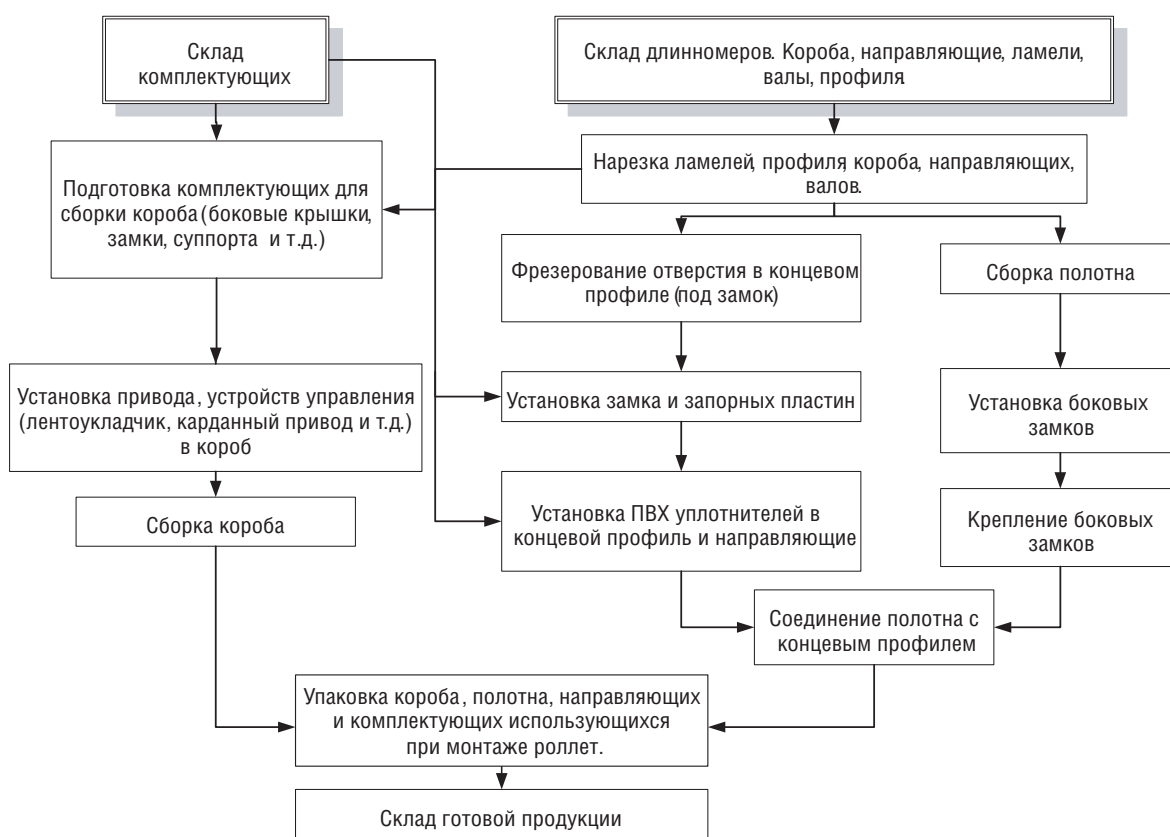 Склад
комплектующих
Склад длинномеров. Короба, направляющие, ламели,
валы, профиля
Нарезка ламелей, профиля, короба, направляющих,
валов.
Подготовка комплектующих для
сборки короба (боковые крышки,
замки, суппорта и т.д.)
Фрезерование отверстия в концевом
профиле (под замок)
Сборка полотна
Установка привода, устройств управления
(лентоукладчик, карданный привод и т.д.)
в короб
Установка замка и запорных пластин
Установка боковых
замков
Сборка короба
Установка ПВХ уплотнителей в
концевой профиль и направляющие
Крепление боковых
замков
Соединение полотна с
концевым профилем
Упаковка короба, полотна, направляющих
и комплектующих использующихся
при монтаже роллет.
Склад готовой продукции